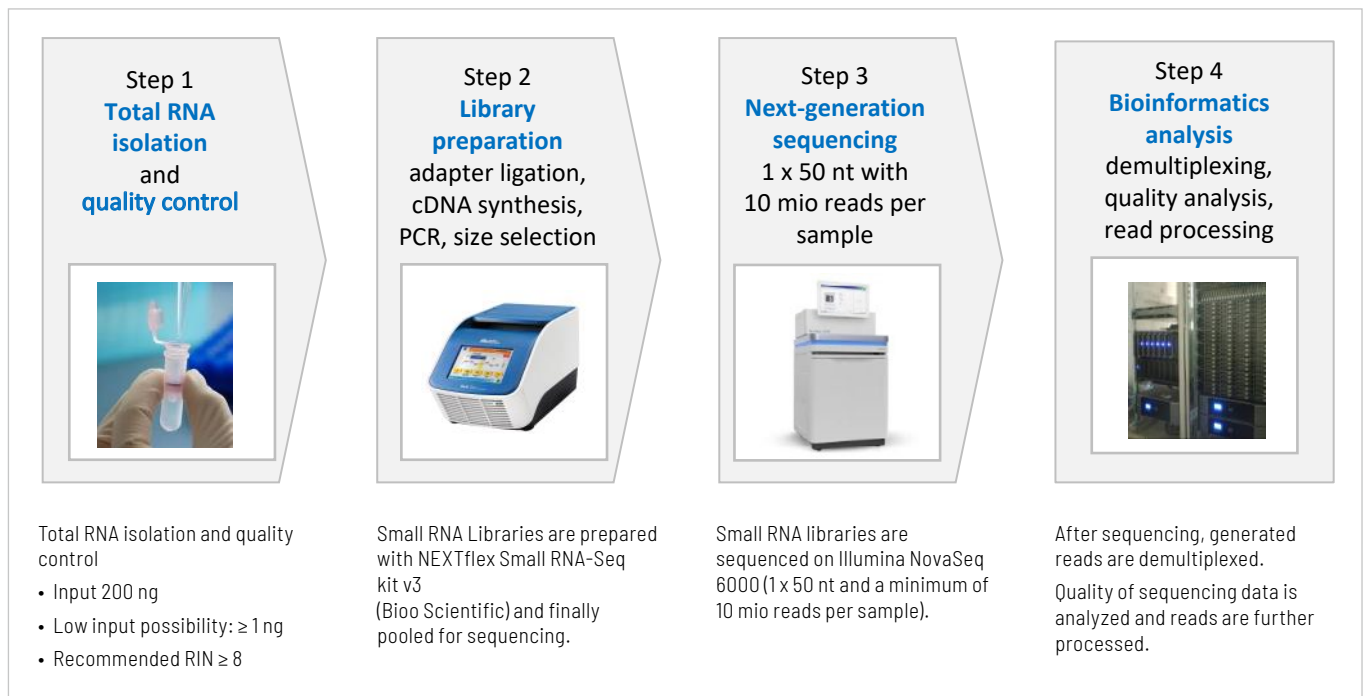 Step 1
Total RNA
isolation
and
quality control
Step 2
Library
preparation
adapter ligation,
cDNA synthesis,
PCR, size selection
Step 3
Next-generation
sequencing
1 x 50 nt with
10 mio reads per
sample
Step 4
Bioinformatics
analysis
demultiplexing,
quality analysis,
read processing
Total RNA isolation and quality
control
• Input 200 ng
• Low input possibility: ≥ 1 ng
• Recommended RIN ≥ 8
Small RNA Libraries are prepared
with NEXTflex Small RNA-Seq
kit v3
(Bioo Scientific) and finally
pooled for sequencing.
Small RNA libraries are
sequenced on Illumina NovaSeq
6000 (1 x 50 nt and a minimum of
10 mio reads per sample).
After sequencing, generated
reads are demultiplexed.
Quality of sequencing data is
analyzed and reads are further
processed.